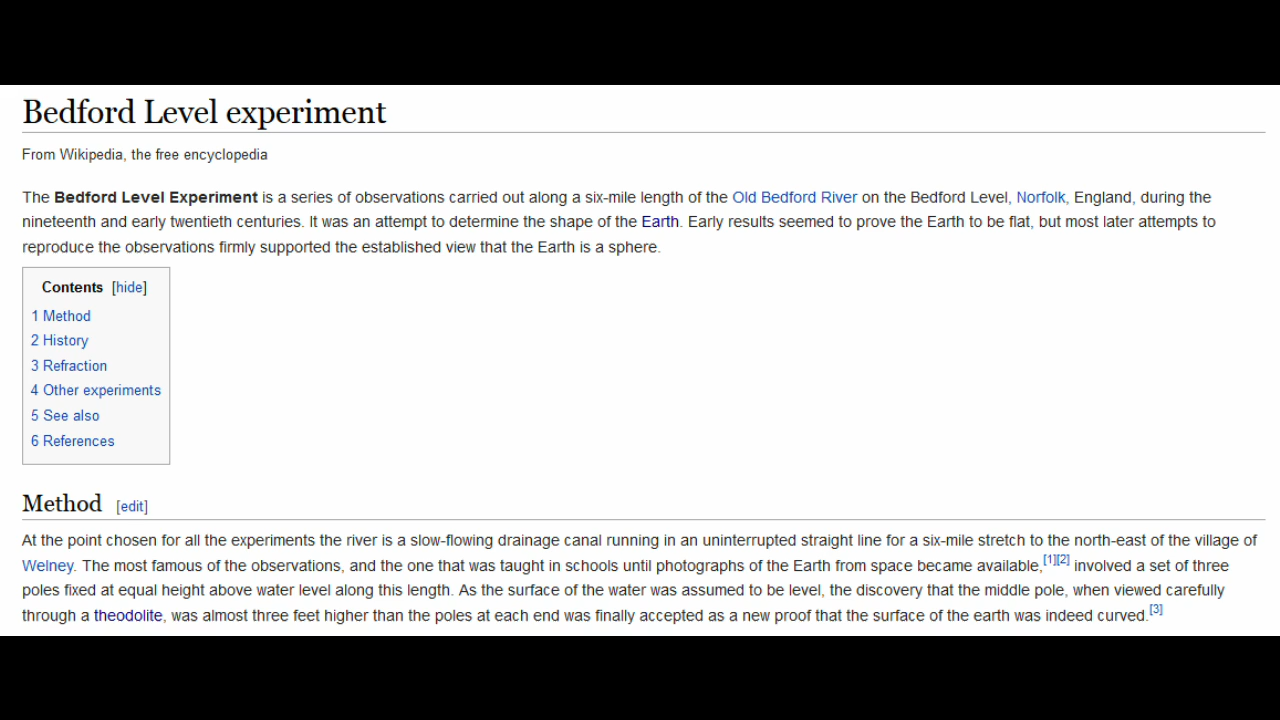 Bedford Level experiment
From Wikipedia, the free encyclopedia
The Bedford Level Experiment is a series of observations carried out along a six-mile length of the Old Bedford River on the Bedford Level, Norfolk, England, during the
nineteenth and early twentieth centuries. It was an attempt to determine the shape of the Earth. Early results seemed to prove the Earth to be flat, but most later attempts to
reproduce the observations firmly supported the established view that the Earth is a sphere.
Contents [hide]
1 Method
2 History
3 Refraction
4 Other experiments
5 See also
6 References
Method [edit]
At the point chosen for all the experiments the river is a slow-flowing drainage canal running in an uninterrupted straight line for a six-mile stretch to the north-east of the village of
Welney. The most famous of the observations, and the one that was taught in schools until photographs of the Earth from space became available,[1][2] involved a set of three
poles fixed at equal height above water level along this length. As the surface of the water was assumed to be level, the discovery that the middle pole, when viewed carefully
through a theodolite, was almost three feet higher than the poles at each end was finally accepted as a new proof that the surface of the earth was indeed curved.[3]